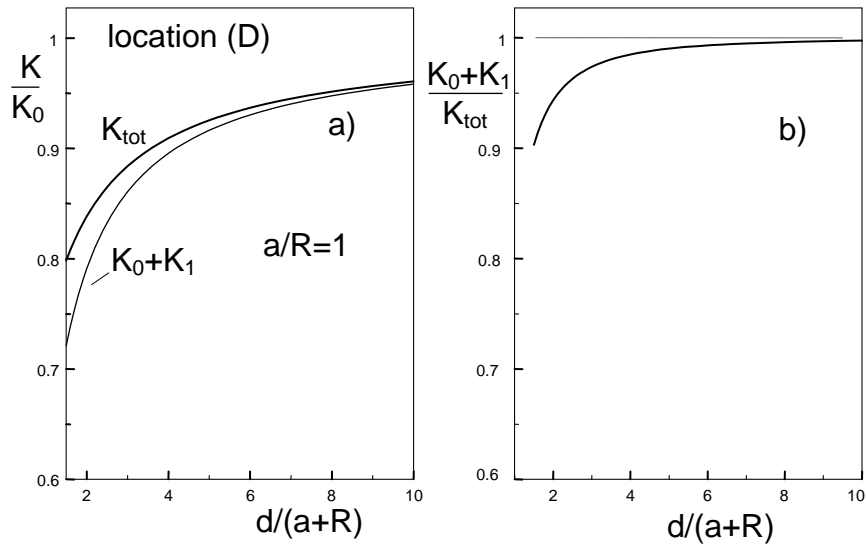 location (D)
K
K0
1
0.9
0.8
0.7
0.6
Ktot
a)
K0+K1
a/R=1
2 4 6 8 10
d/(a+R)
K0+K1
Ktot
1
0.9
0.8
0.7
0.6
b)
2 4 6 8 10
d/(a+R)